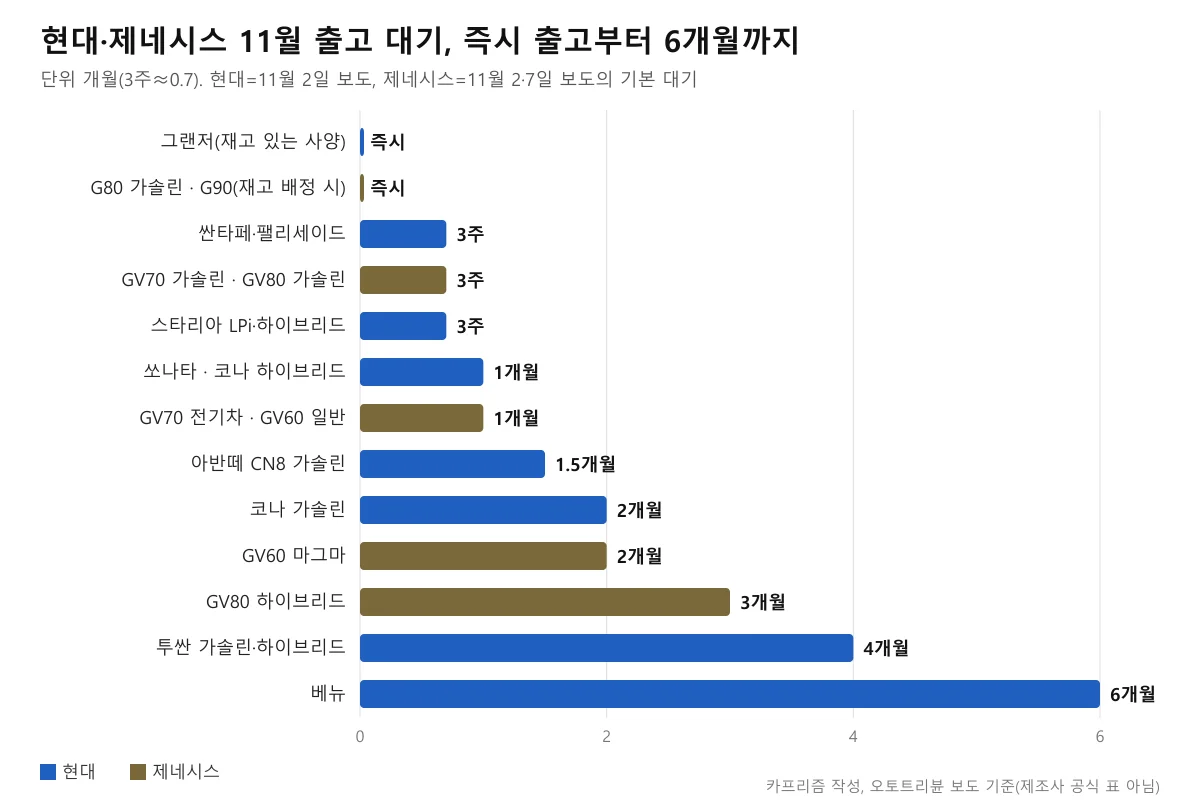 현대·제네시스 11월 출고 대기, 즉시 출고부터 6개월까지
단위 개월(3주≈0.7). 현대=11월 2일 보도, 제네시스=11월 2·7일 보도의 기본 대기
그랜저(재고 있는 사양) 즉시
G80 가솔린 · G90(재고 배정 시) 즉시
싼타페·팰리세이드 3주
GV70 가솔린 · GV80 가솔린 3주
스타리아 LPi·하이브리드 3주
쏘나타 · 코나 하이브리드 1개월
GV70 전기차 · GV60 일반 1개월
아반떼 CN8 가솔린 1.5개월
코나 가솔린 2개월
GV60 마그마 2개월
GV80 하이브리드 3개월
투싼 가솔린·하이브리드 4개월
베뉴 6개월
0 2 4 6
현대 제네시스
카프리즘 작성, 오토트리뷴 보도 기준(제조사 공식 표 아님)